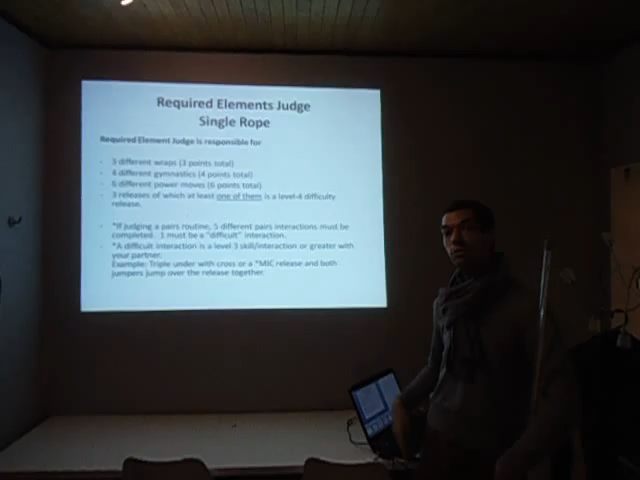 Required Elements Judge
Single Rope
Required Element Judge is responsible for
- 3 different wraps (3 points total)
- 4 different gymnastics (4 points total)
- 6 different power moves (6 points total)
- 3 releases of which at least one of them is a level-4 difficulty
release.
- *If judging a pairs routine, 5 different pairs interactions must be
completed. 1 must be a "difficult" interaction.
- *A difficult interaction is a level 3 skill/interaction or greater with
your partner.
Example: Triple under with cross or a *MIC release and both
jumpers jump over the release together.